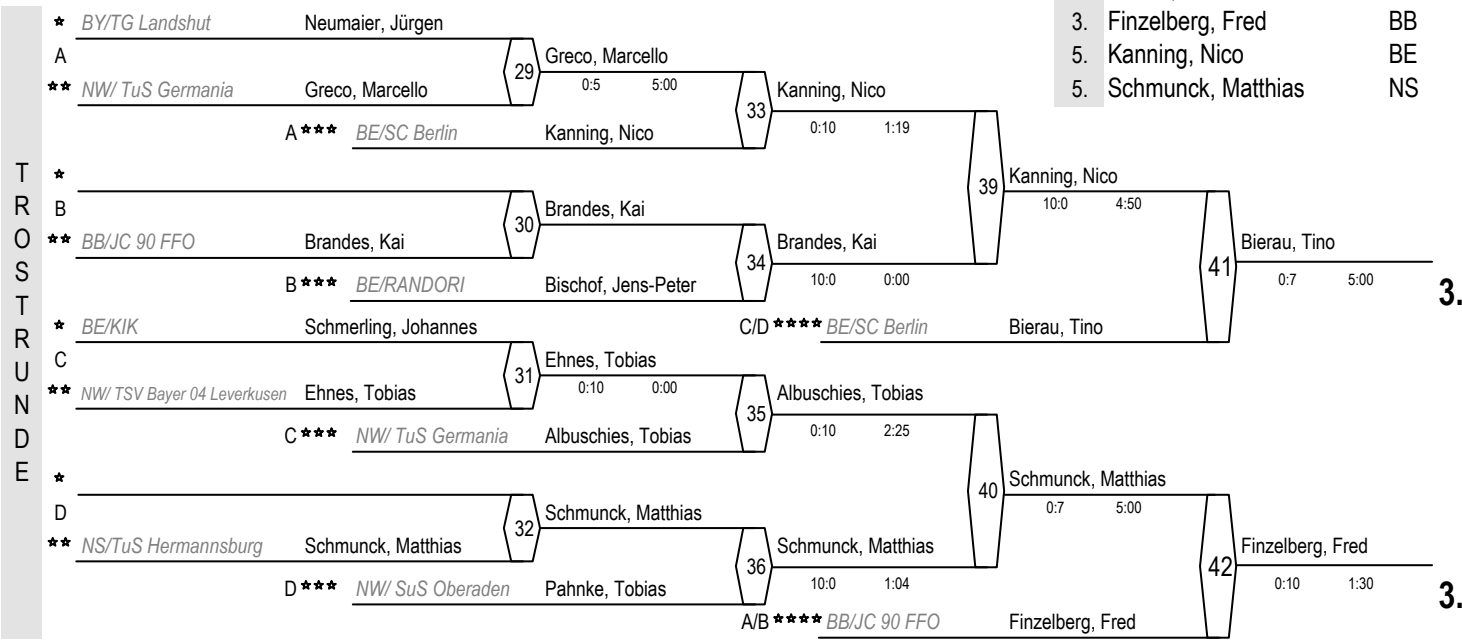 3. Finzelberg, Fred BB
5. Kanning, Nico BE
5. Schmunck, Matthias NS
TROSTRUNDE
* BY/TG Landshut Neumaier, Jürgen
A
** NW/ TuS Germania Greco, Marcello
29
Greco, Marcello
0:5 5:00
A *** BE/SC Berlin Kanning, Nico
33
Kanning, Nico
0:10 1:19
*
B
** BB/JC 90 FFO Brandes, Kai
30
Brandes, Kai
B *** BE/RANDORI Bischof, Jens-Peter
34
Brandes, Kai
10:0 0:00
39
Kanning, Nico
10:0 4:50
C/D **** BE/SC Berlin Bierau, Tino
41
Bierau, Tino
0:7 5:00
3.
* BE/KIK Schmerling, Johannes
C
** NW/ TSV Bayer 04 Leverkusen Ehnes, Tobias
31
Ehnes, Tobias
0:10 0:00
C *** NW/ TuS Germania Albuschies, Tobias
35
Albuschies, Tobias
0:10 2:25
*
D
** NS/TuS Hermannsburg Schmunck, Matthias
32
Schmunck, Matthias
D *** NW/ SuS Oberaden Pahnke, Tobias
36
Schmunck, Matthias
10:0 1:04
40
Schmunck, Matthias
0:7 5:00
A/B **** BB/JC 90 FFO Finzelberg, Fred
42
Finzelberg, Fred
0:10 1:30
3.